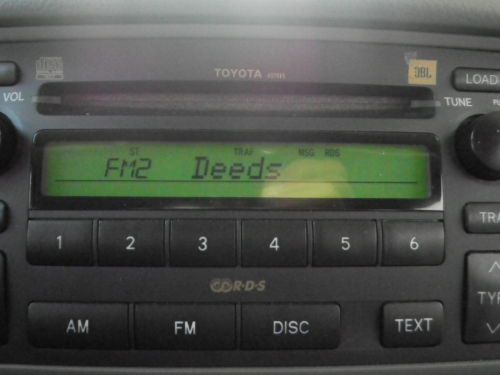 TOYOTA
JBL
LOAD
VOL
TUNE
ST TRAF MSG RDS
FM2 Deeds
1 2 3 4 5 6
TRA
R·D·S
TYP
AM FM DISC TEXT